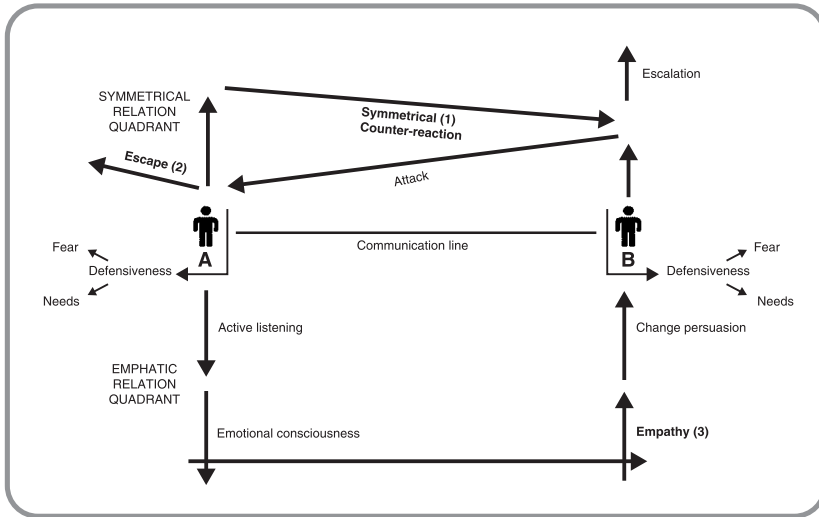 Escalation
SYMMETRICAL
RELATION
QUADRANT
Symmetrical (1)
Counter-reaction
Escape (2)
Attack
Fear
Defensiveness
Needs
A
Communication line
B
Fear
Defensiveness
Needs
Active listening
Change persuasion
EMPHATIC
RELATION
QUADRANT
Emotional consciousness
Empathy (3)